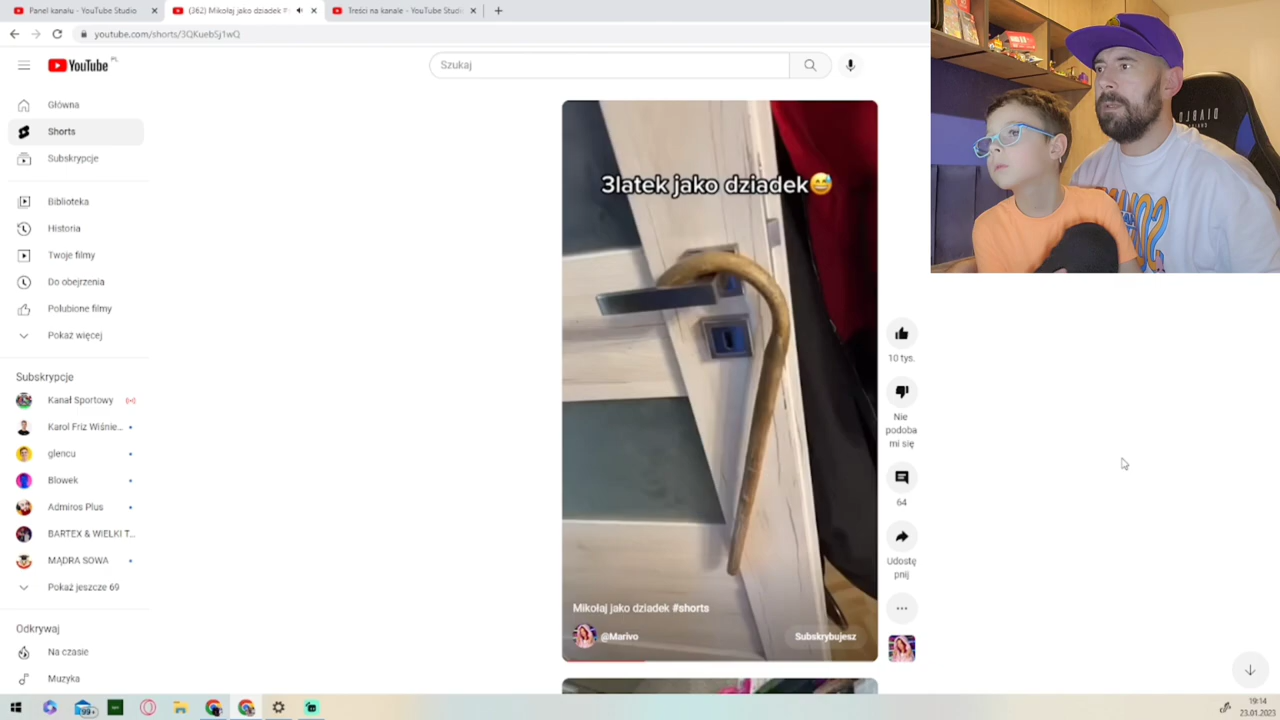 Panel kanału - YouTube Studio
(362) Mikołaj jako dziadek #
Treści na kanale - YouTube Studi
youtube.com/shorts/3QKuebSj1wQ
YouTube PL
Szukaj
Główna
Shorts
Subskrypcje
Biblioteka
Historia
Twoje filmy
Do obejrzenia
Polubione filmy
Pokaż więcej
Subskrypcje
Kanał Sportowy
Karol Friz Wiśnie...
glencu
Blowek
Admiros Plus
BARTEX & WIELKI T...
MĄDRA SOWA
Pokaż jeszcze 69
Odkrywaj
Na czasie
Muzyka
3latek jako dziadek😅
Mikołaj jako dziadek #shorts
@Marivo
Subskrybujesz
10 tys.
Nie
podoba
mi się
64
Udostę
pnij
DIABLO
99+
19:14
23.01.2023